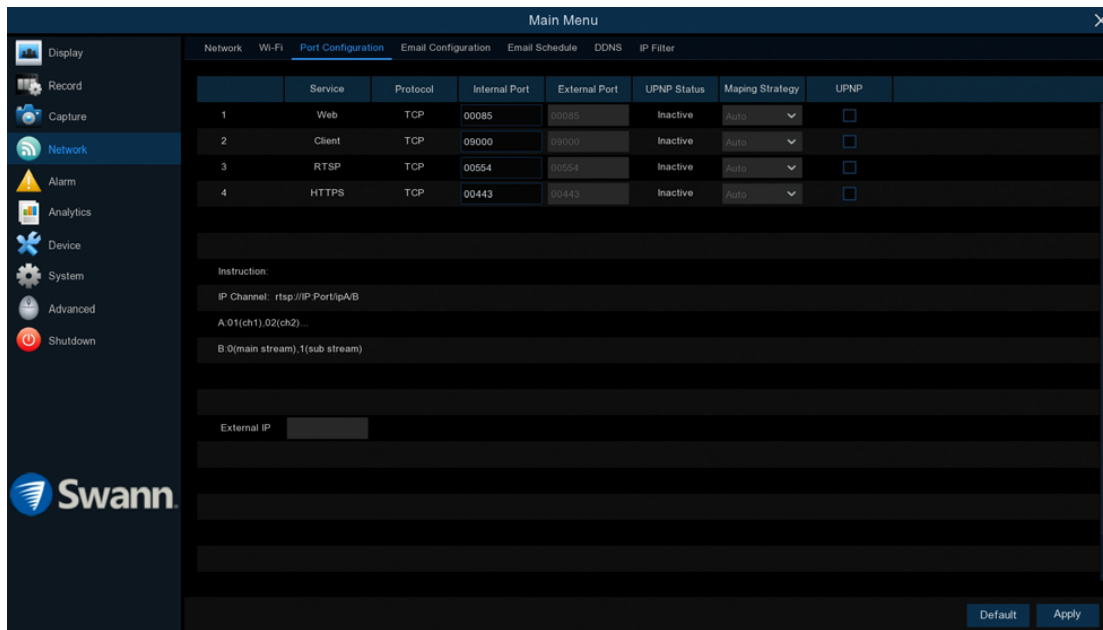 Main Menu
Display
Record
Capture
Network
Alarm
Analytics
Device
System
Advanced
Shutdown
Swann
Network Wi-Fi Port Configuration Email Configuration Email Schedule DDNS IP Filter
Service Protocol Internal Port External Port UPNP Status Maping Strategy UPNP
1 Web TCP 00085 00085 Inactive Auto
2 Client TCP 09000 09000 Inactive Auto
3 RTSP TCP 00554 00554 Inactive Auto
4 HTTPS TCP 00443 00443 Inactive Auto
Instruction:
IP Channel: rtsp://IP:Port/ipA/B
A:01(ch1),02(ch2)...
B:0(main stream),1(sub stream)
External IP
Default Apply